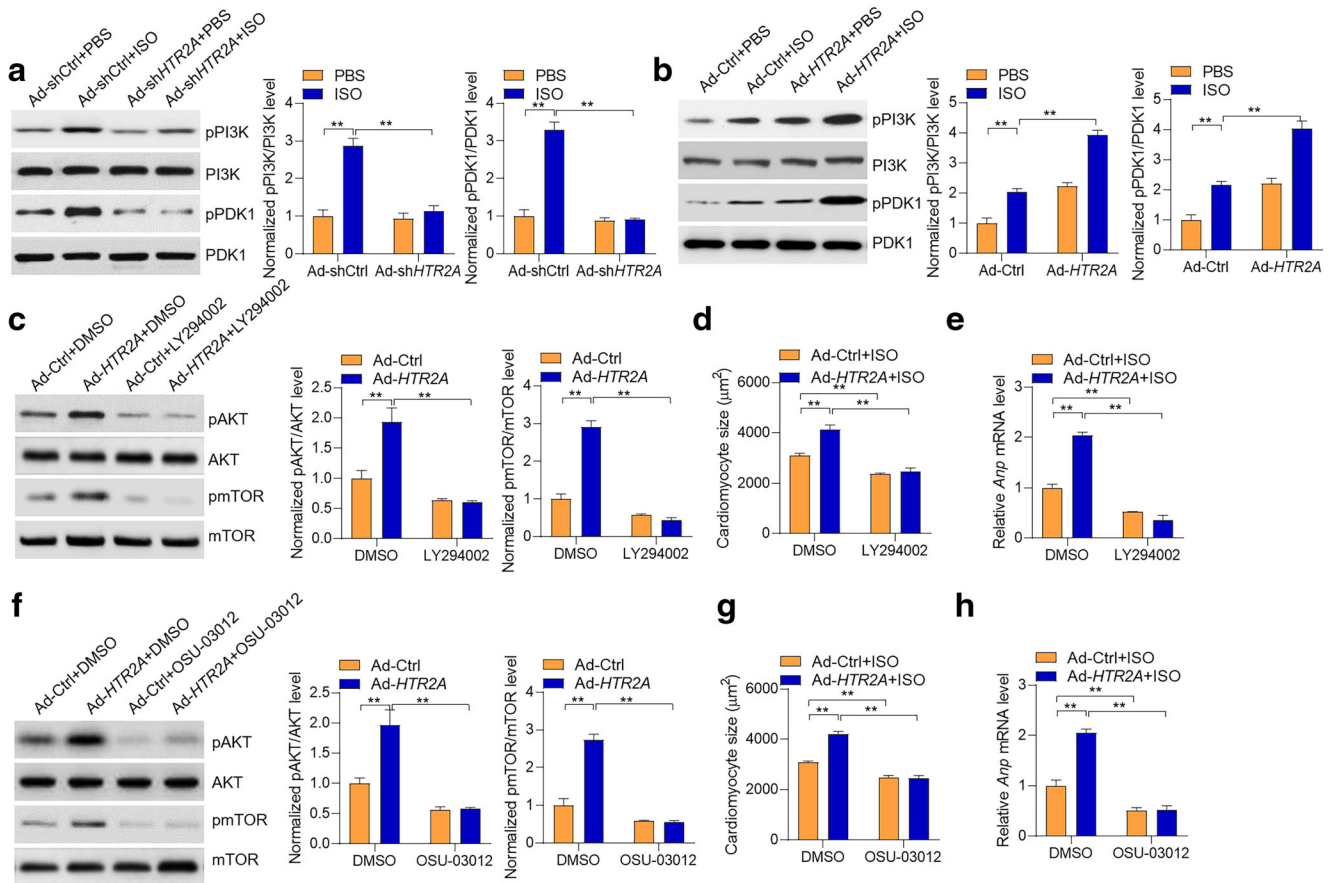 a
Ad-shCtrl+PBS
Ad-shCtrl+ISO
Ad-shHTR2A+PBS
Ad-shHTR2A+ISO
pPI3K
PI3K
pPDK1
PDK1
PBS
ISO
Normalized pPI3K/PI3K level
4
3
2
1
0
**
**
Ad-shCtrl
Ad-shHTR2A
PBS
ISO
Normalized pPDK1/PDK1 level
4
3
2
1
0
**
**
Ad-shCtrl
Ad-shHTR2A
b
Ad-Ctrl+PBS
Ad-Ctrl+ISO
Ad-HTR2A+PBS
Ad-HTR2A+ISO
pPI3K
PI3K
pPDK1
PDK1
PBS
ISO
Normalized pPI3K/PI3K level
5
4
3
2
1
0
**
**
Ad-Ctrl
Ad-HTR2A
PBS
ISO
Normalized pPDK1/PDK1 level
5
4
3
2
1
0
**
**
Ad-Ctrl
Ad-HTR2A
c
Ad-Ctrl+DMSO
Ad-HTR2A+DMSO
Ad-Ctrl+LY294002
Ad-HTR2A+LY294002
pAKT
AKT
pmTOR
mTOR
Ad-Ctrl
Ad-HTR2A
Normalized pAKT/AKT level
2.5
2.0
1.5
1.0
0.5
0.0
**
**
DMSO
LY294002
Ad-Ctrl
Ad-HTR2A
Normalized pmTOR/mTOR level
4
3
2
1
0
**
**
DMSO
LY294002
d
Ad-Ctrl+ISO
Ad-HTR2A+ISO
Cardiomyocyte size (μm²)
6000
4000
2000
0
**
**
**
DMSO
LY294002
e
Ad-Ctrl+ISO
Ad-HTR2A+ISO
Relative Anp mRNA level
3
2
1
0
**
**
**
DMSO
LY294002
f
Ad-Ctrl+DMSO
Ad-HTR2A+DMSO
Ad-Ctrl+OSU-03012
Ad-HTR2A+OSU-03012
pAKT
AKT
pmTOR
mTOR
Ad-Ctrl
Ad-HTR2A
Normalized pAKT/AKT level
2.5
2.0
1.5
1.0
0.5
0.0
**
**
DMSO
OSU-03012
Ad-Ctrl
Ad-HTR2A
Normalized pmTOR/mTOR level
4
3
2
1
0
**
**
DMSO
OSU-03012
g
Ad-Ctrl+ISO
Ad-HTR2A+ISO
Cardiomyocyte size (μm²)
6000
4000
2000
0
**
**
**
DMSO
OSU-03012
h
Ad-Ctrl+ISO
Ad-HTR2A+ISO
Relative Anp mRNA level
3
2
1
0
**
**
**
DMSO
OSU-03012